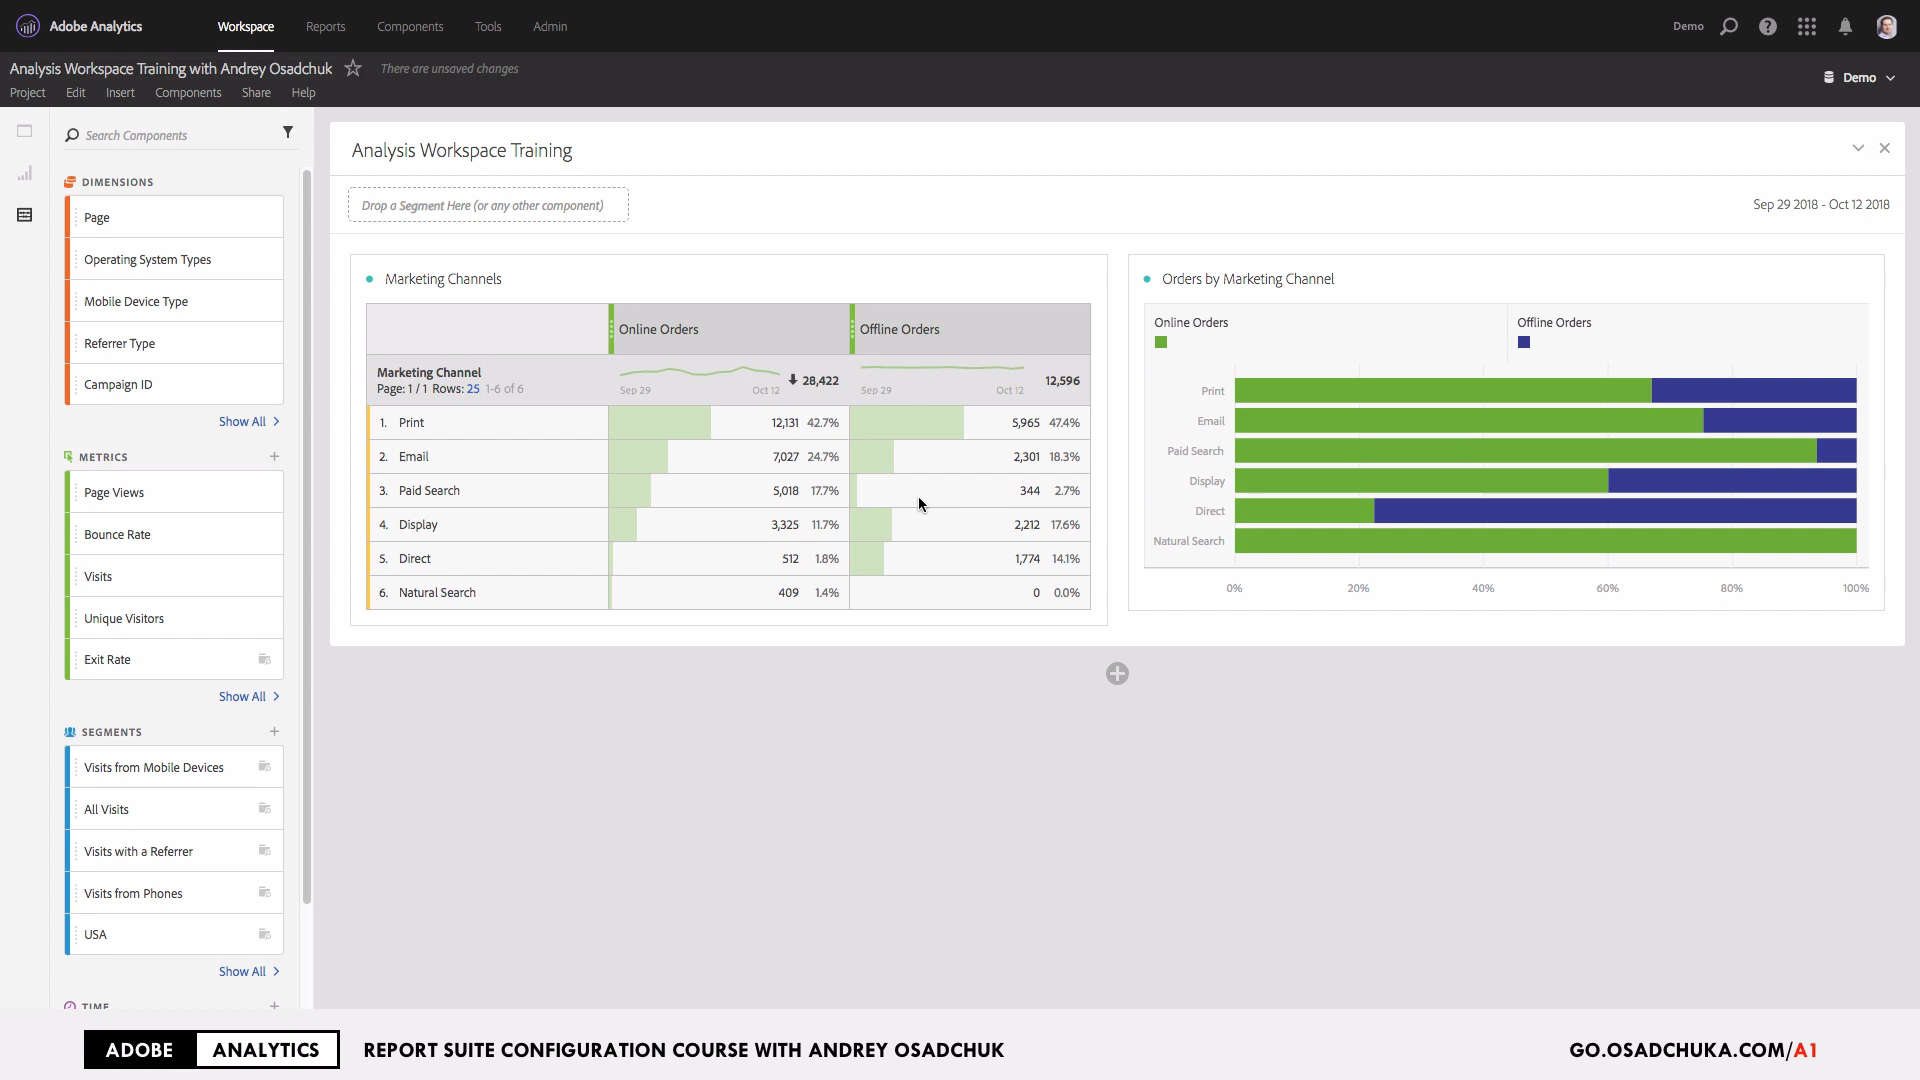 Adobe Analytics
Workspace Reports Components Tools Admin
Demo
Analysis Workspace Training with Andrey Osadchuk
There are unsaved changes
Demo
Project Edit Insert Components Share Help
Search Components
DIMENSIONS
Page
Operating System Types
Mobile Device Type
Referrer Type
Campaign ID
Show All
METRICS
Page Views
Bounce Rate
Visits
Unique Visitors
Exit Rate
Show All
SEGMENTS
Visits from Mobile Devices
All Visits
Visits with a Referrer
Visits from Phones
USA
Show All
TIME
Analysis Workspace Training
Drop a Segment Here (or any other component)
Sep 29 2018 - Oct 12 2018
Marketing Channels
Online Orders Offline Orders
Marketing Channel
Page: 1 / 1 Rows: 25 1-6 of 6
Sep 29 Oct 12 28,422 Sep 29 Oct 12 12,596
1. Print 12,131 42.7% 5,965 47.4%
2. Email 7,027 24.7% 2,301 18.3%
3. Paid Search 5,018 17.7% 344 2.7%
4. Display 3,325 11.7% 2,212 17.6%
5. Direct 512 1.8% 1,774 14.1%
6. Natural Search 409 1.4% 0 0.0%
Orders by Marketing Channel
Online Orders Offline Orders
Print
Email
Paid Search
Display
Direct
Natural Search
0% 20% 40% 60% 80% 100%
ADOBE ANALYTICS REPORT SUITE CONFIGURATION COURSE WITH ANDREY OSADCHUK GO.OSADCHUKA.COM/A1